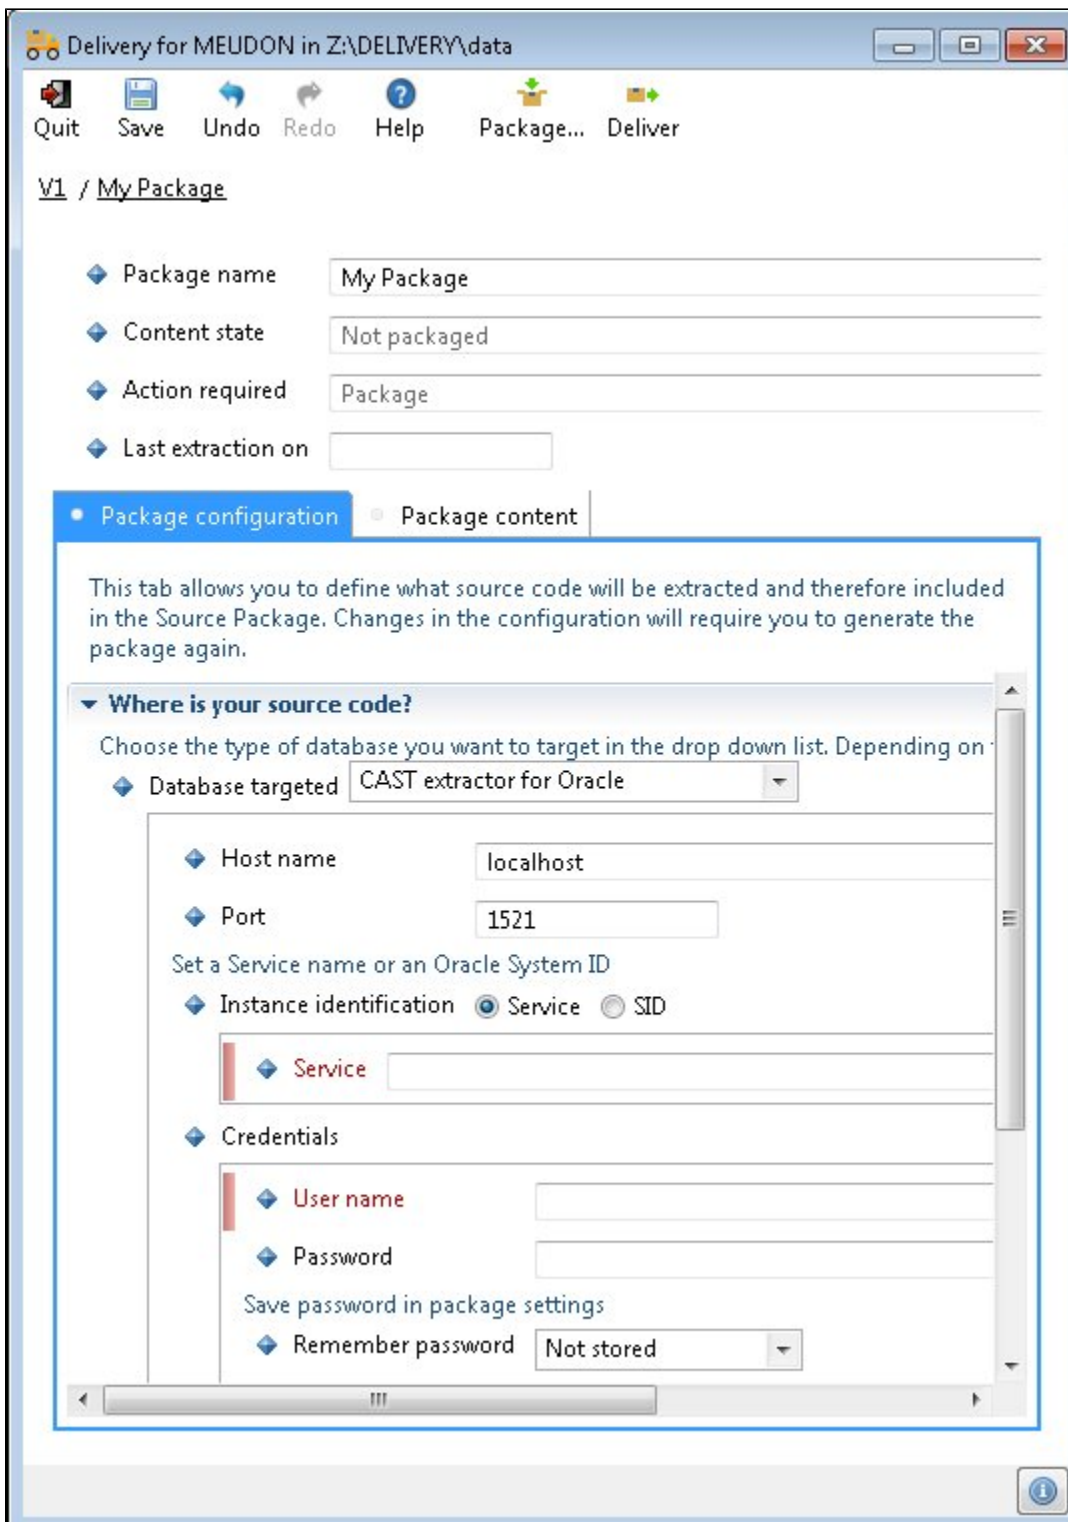 Delivery for MEUDON in Z:\DELIVERY\data
Quit Save Undo Redo Help Package... Deliver
V1 / My Package
Package name My Package
Content state Not packaged
Action required Package
Last extraction on
Package configuration Package content
This tab allows you to define what source code will be extracted and therefore included
in the Source Package. Changes in the configuration will require you to generate the
package again.
Where is your source code?
Choose the type of database you want to target in the drop down list. Depending on
Database targeted CAST extractor for Oracle
Host name localhost
Port 1521
Set a Service name or an Oracle System ID
Instance identification Service SID
Service
Credentials
User name
Password
Save password in package settings
Remember password Not stored